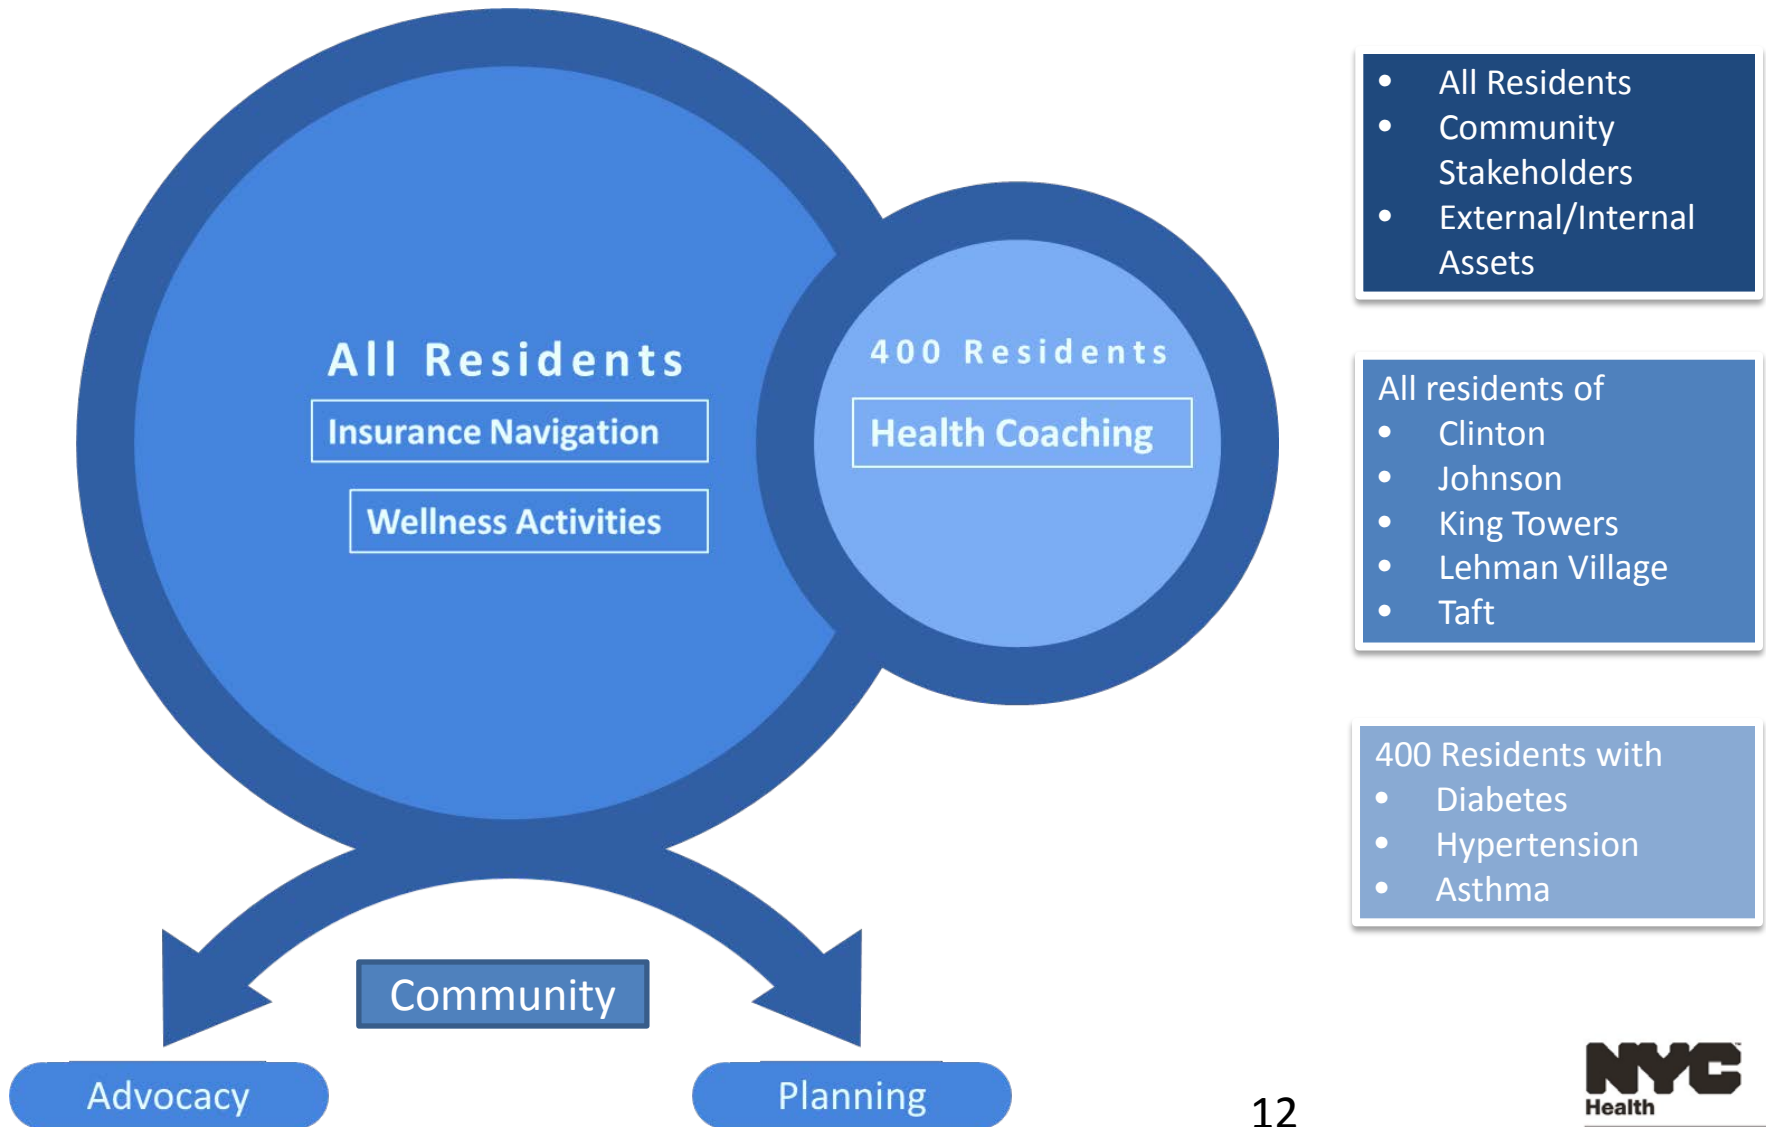 All Residents
Insurance Navigation
Wellness Activities
400 Residents
Health Coaching
Community
Advocacy
Planning
• All Residents
• Community
Stakeholders
• External/Internal
Assets
All residents of
• Clinton
• Johnson
• King Towers
• Lehman Village
• Taft
400 Residents with
• Diabetes
• Hypertension
• Asthma
12
NYC
Health